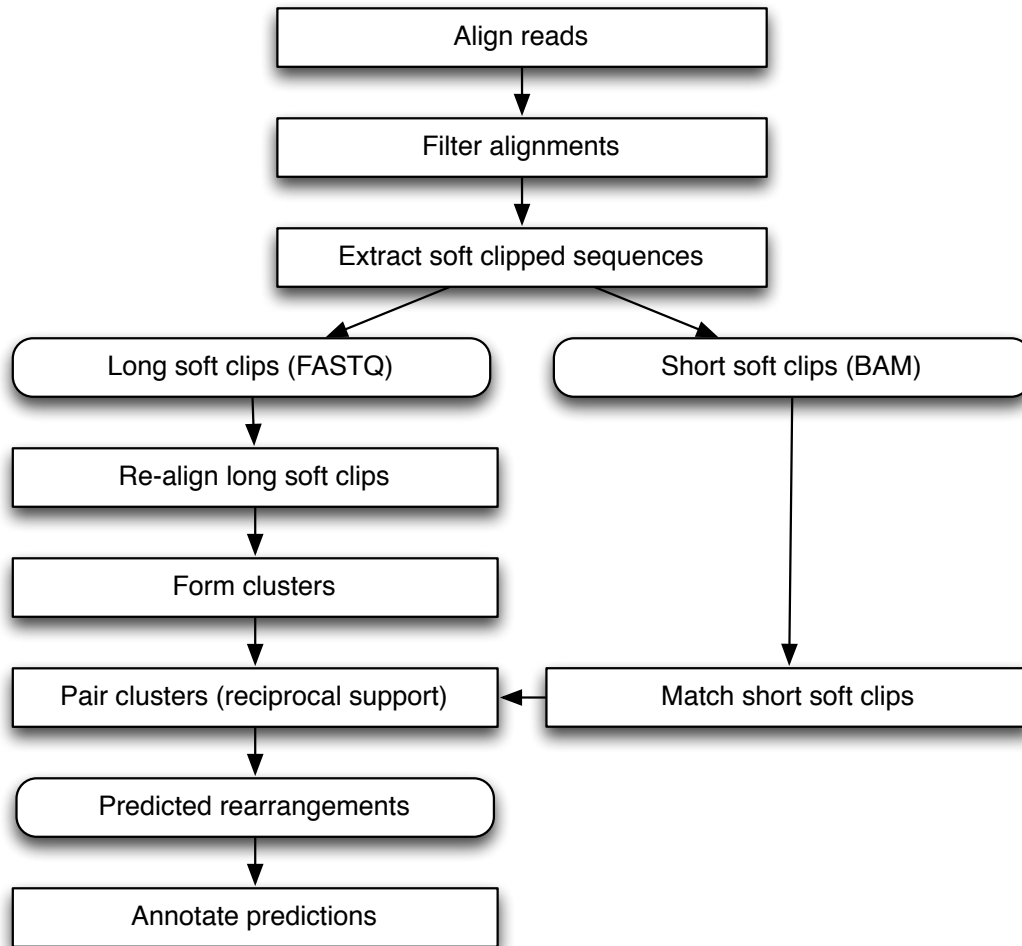 Align reads
Filter alignments
Extract soft clipped sequences
Long soft clips (FASTQ)
Short soft clips (BAM)
Re-align long soft clips
Form clusters
Pair clusters (reciprocal support)
Match short soft clips
Predicted rearrangements
Annotate predictions